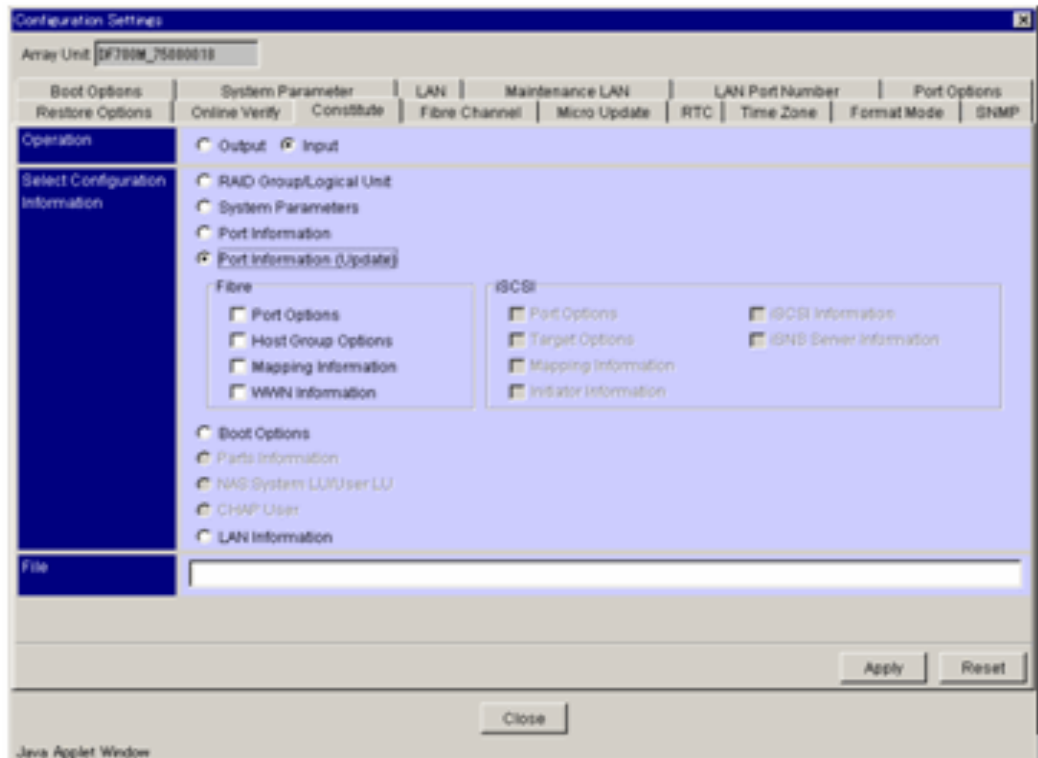 Configuration Settings
Array Unit DF700M_75000010
Boot Options System Parameter LAN Maintenance LAN LAN Port Number Port Options
Restore Options Online Verify Constitute Fibre Channel Micro Update RTC Time Zone Format Mode SNMP
Operation Output Input
Select Configuration Information
RAID Group/Logical Unit
System Parameters
Port Information
Port Information (Update)
Fibre iSCSI
Port Options Port Options iSCSI Information
Host Group Options Target Options iSNS Server Information
Mapping Information Mapping Information
WWN Information Initiator Information
Boot Options
Parts Information
NAS System LU/User LU
CHAP User
LAN Information
File
Apply Reset
Close
Java Applet Window